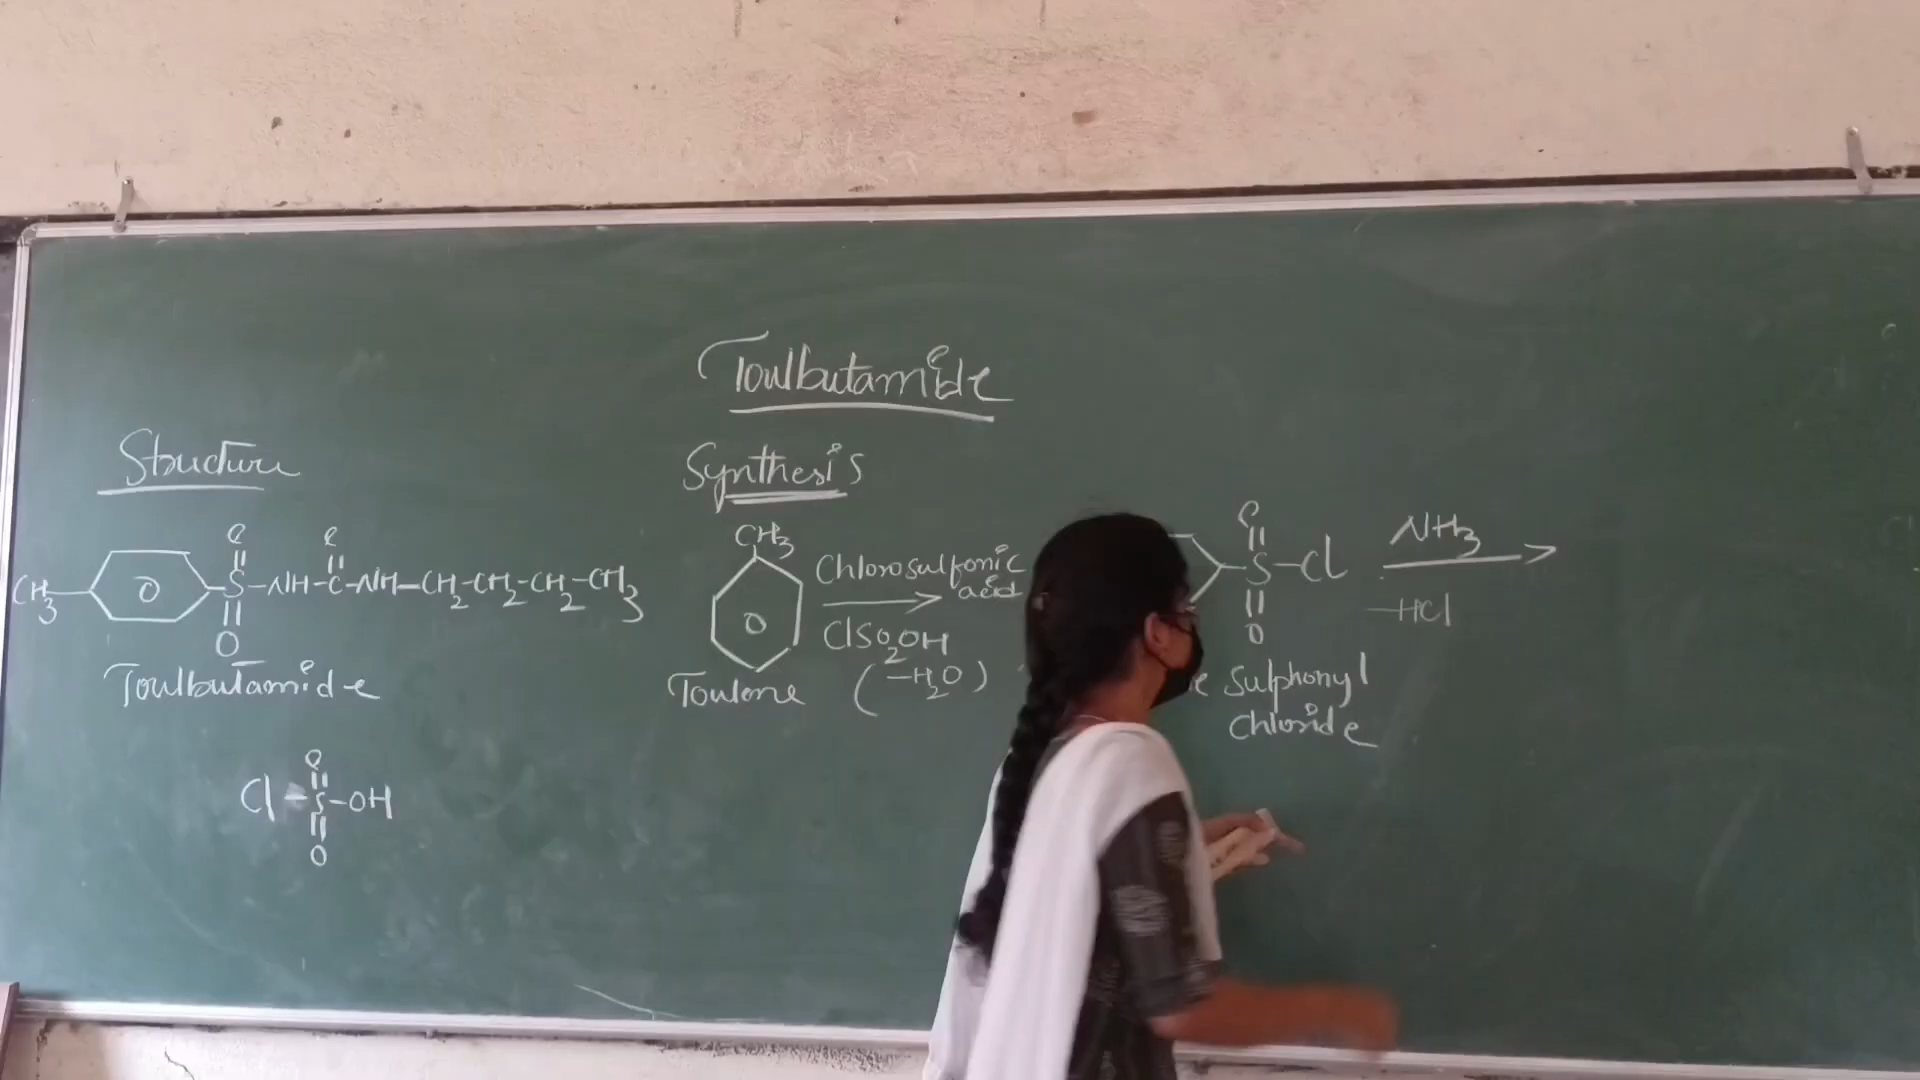 Toulbutamide
Structure
O O
CH3 O S-NH-C-NH-CH2-CH2-CH2-CH3
O
Toulbutamide
O
Cl-S-OH
O
Synthesis
CH3
O
Toulene
Chlorosulfonic
acid
ClSO2OH
(-H2O)
O
S-Cl
O
Sulphonyl
Chloride
NH3
-HCl